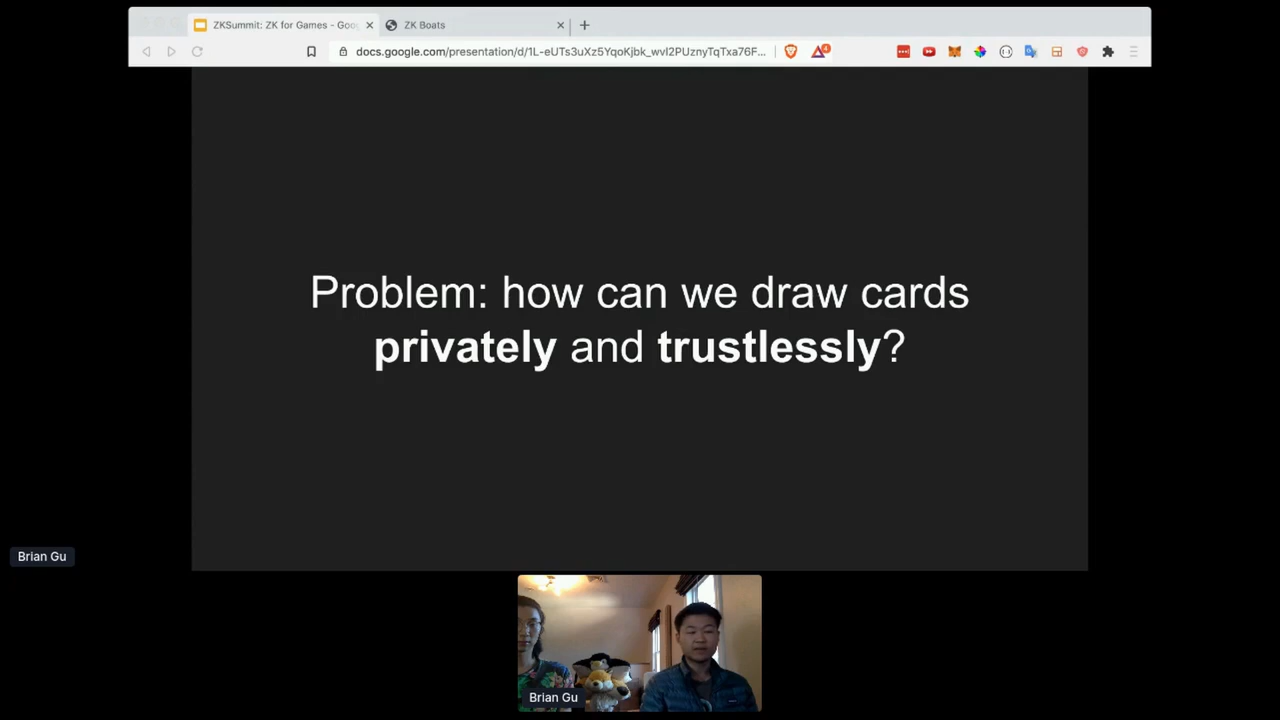 ZKSummit: ZK for Games - Goo
ZK Boats
docs.google.com/presentation/d/1L-eUTs3uXz5YqoKjbk_wvI2PUznyTqTxa76F...
4
Problem: how can we draw cards
privately and trustlessly?
Brian Gu
Brian Gu